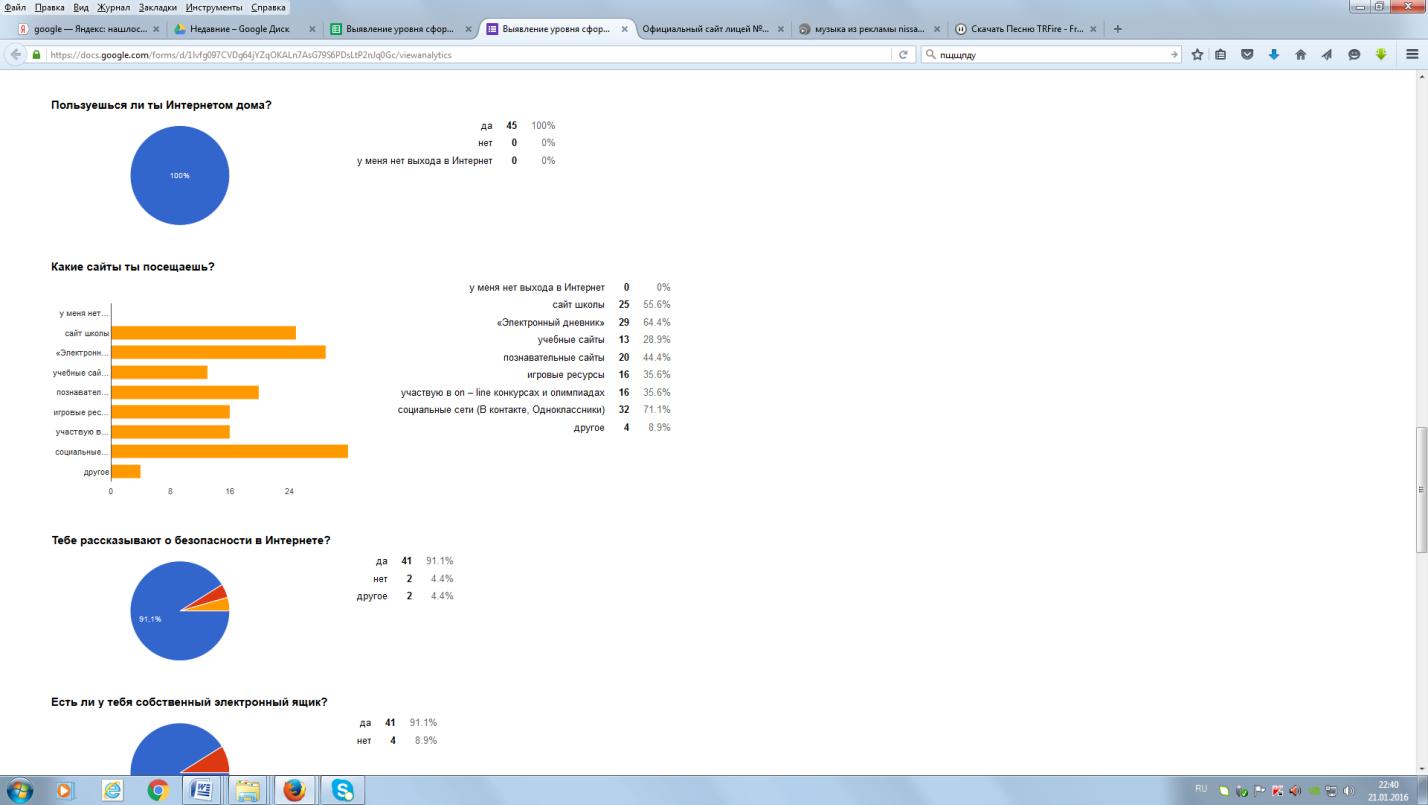 Файл Правка Вид Журнал Закладки Инструменты Справка
google — Яндекс: нашлос... × Недавние – Google Диск × Выявление уровня сфор... × Выявление уровня сфор... × Официальный сайт лицей №... × музыка из рекламы nissa... × Скачать Песню TRFire - Fr... × +
пщщпду
Пользуешься ли ты Интернетом дома?
100%
да 45 100%
нет 0 0%
у меня нет выхода в Интернет 0 0%
Какие сайты ты посещаешь?
у меня нет...
сайт школы
«Электронн...
учебные сай...
познавател...
игровые рес...
участвую в...
социальные...
другое
0 8 16 24
у меня нет выхода в Интернет 0 0%
сайт школы 25 55.6%
«Электронный дневник» 29 64.4%
учебные сайты 13 28.9%
познавательные сайты 20 44.4%
игровые ресурсы 16 35.6%
участвую в on – line конкурсах и олимпиадах 16 35.6%
социальные сети (В контакте, Одноклассники) 32 71.1%
другое 4 8.9%
Тебе рассказывают о безопасности в Интернете?
91.1%
да 41 91.1%
нет 2 4.4%
другое 2 4.4%
Есть ли у тебя собственный электронный ящик?
да 41 91.1%
нет 4 8.9%
RU
22:40
21.01.2016